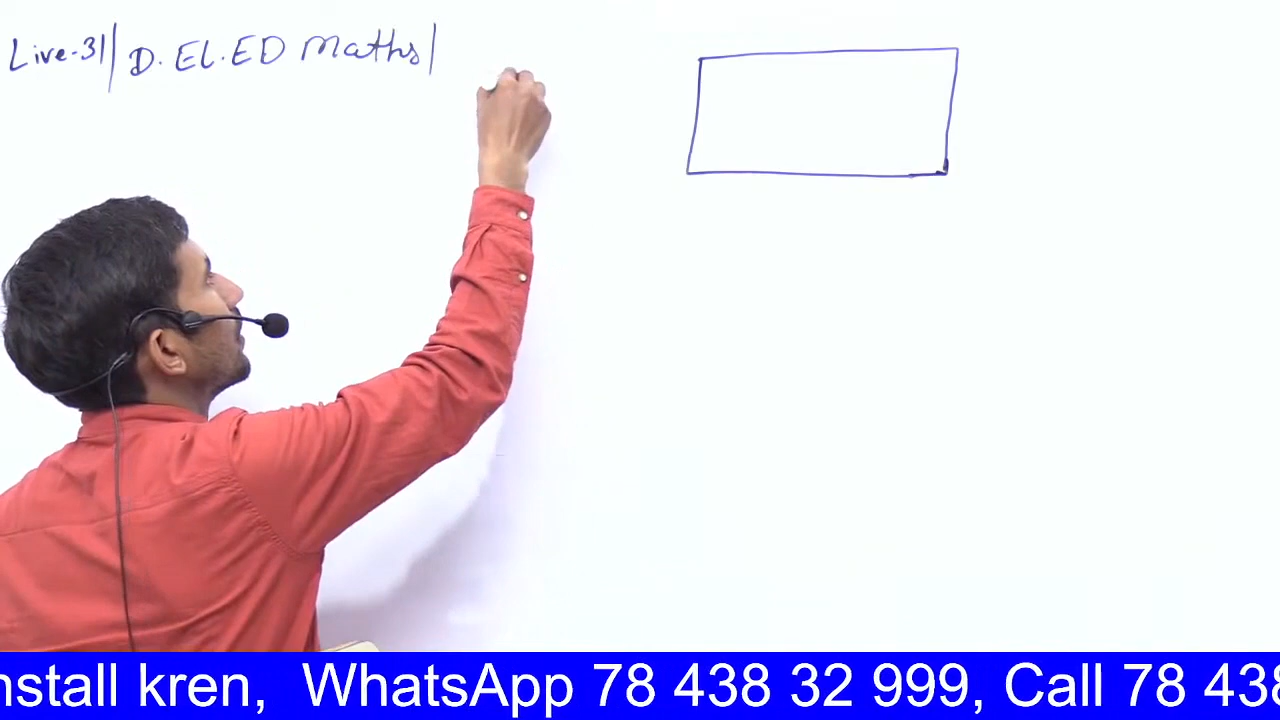 Live-31| D. EL. ED Maths|
nstall kren, WhatsApp 78 438 32 999, Call 78 438